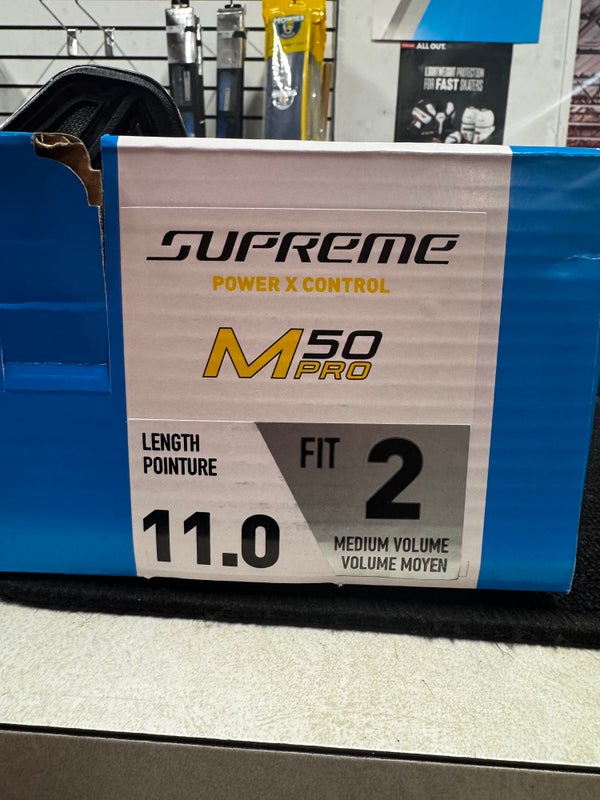 HOWIES
ALL OUT.
LIGHTWEIGHT PROTECTION
FOR FAST SKATERS
SUPREME
POWER X CONTROL
M50
PRO
LENGTH
POINTURE
11.0
FIT 2
MEDIUM VOLUME
VOLUME MOYEN